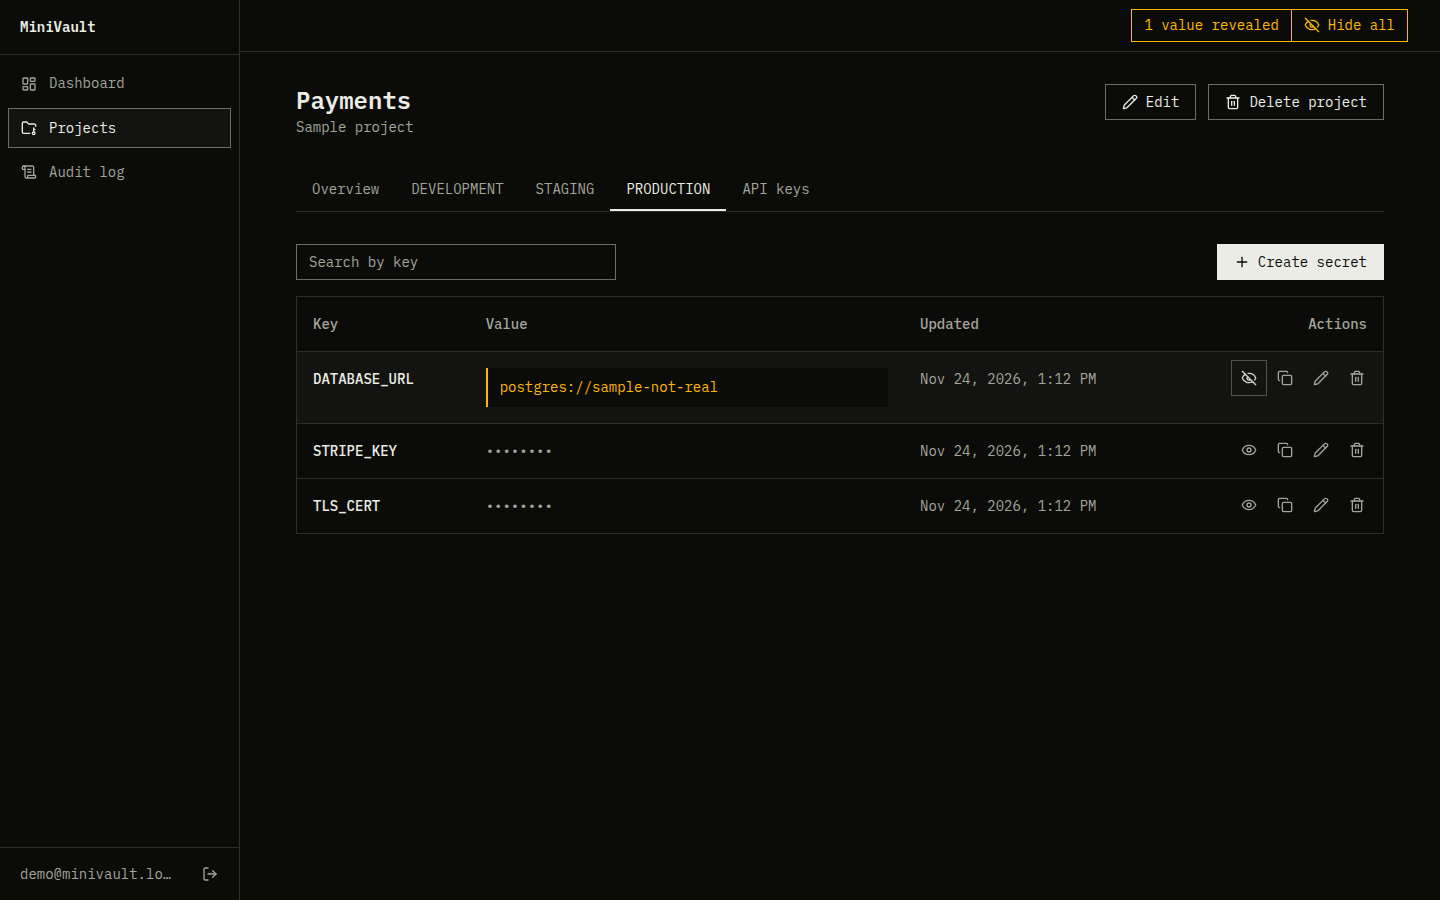 MiniVault
1 value revealed
Hide all
Dashboard
Projects
Audit log
Payments
Sample project
Edit
Delete project
Overview
DEVELOPMENT
STAGING
PRODUCTION
API keys
Search by key
Create secret
Key Value Updated Actions
DATABASE_URL postgres://sample-not-real Nov 24, 2026, 1:12 PM
STRIPE_KEY •••••••• Nov 24, 2026, 1:12 PM
TLS_CERT •••••••• Nov 24, 2026, 1:12 PM
demo@minivault.lo…